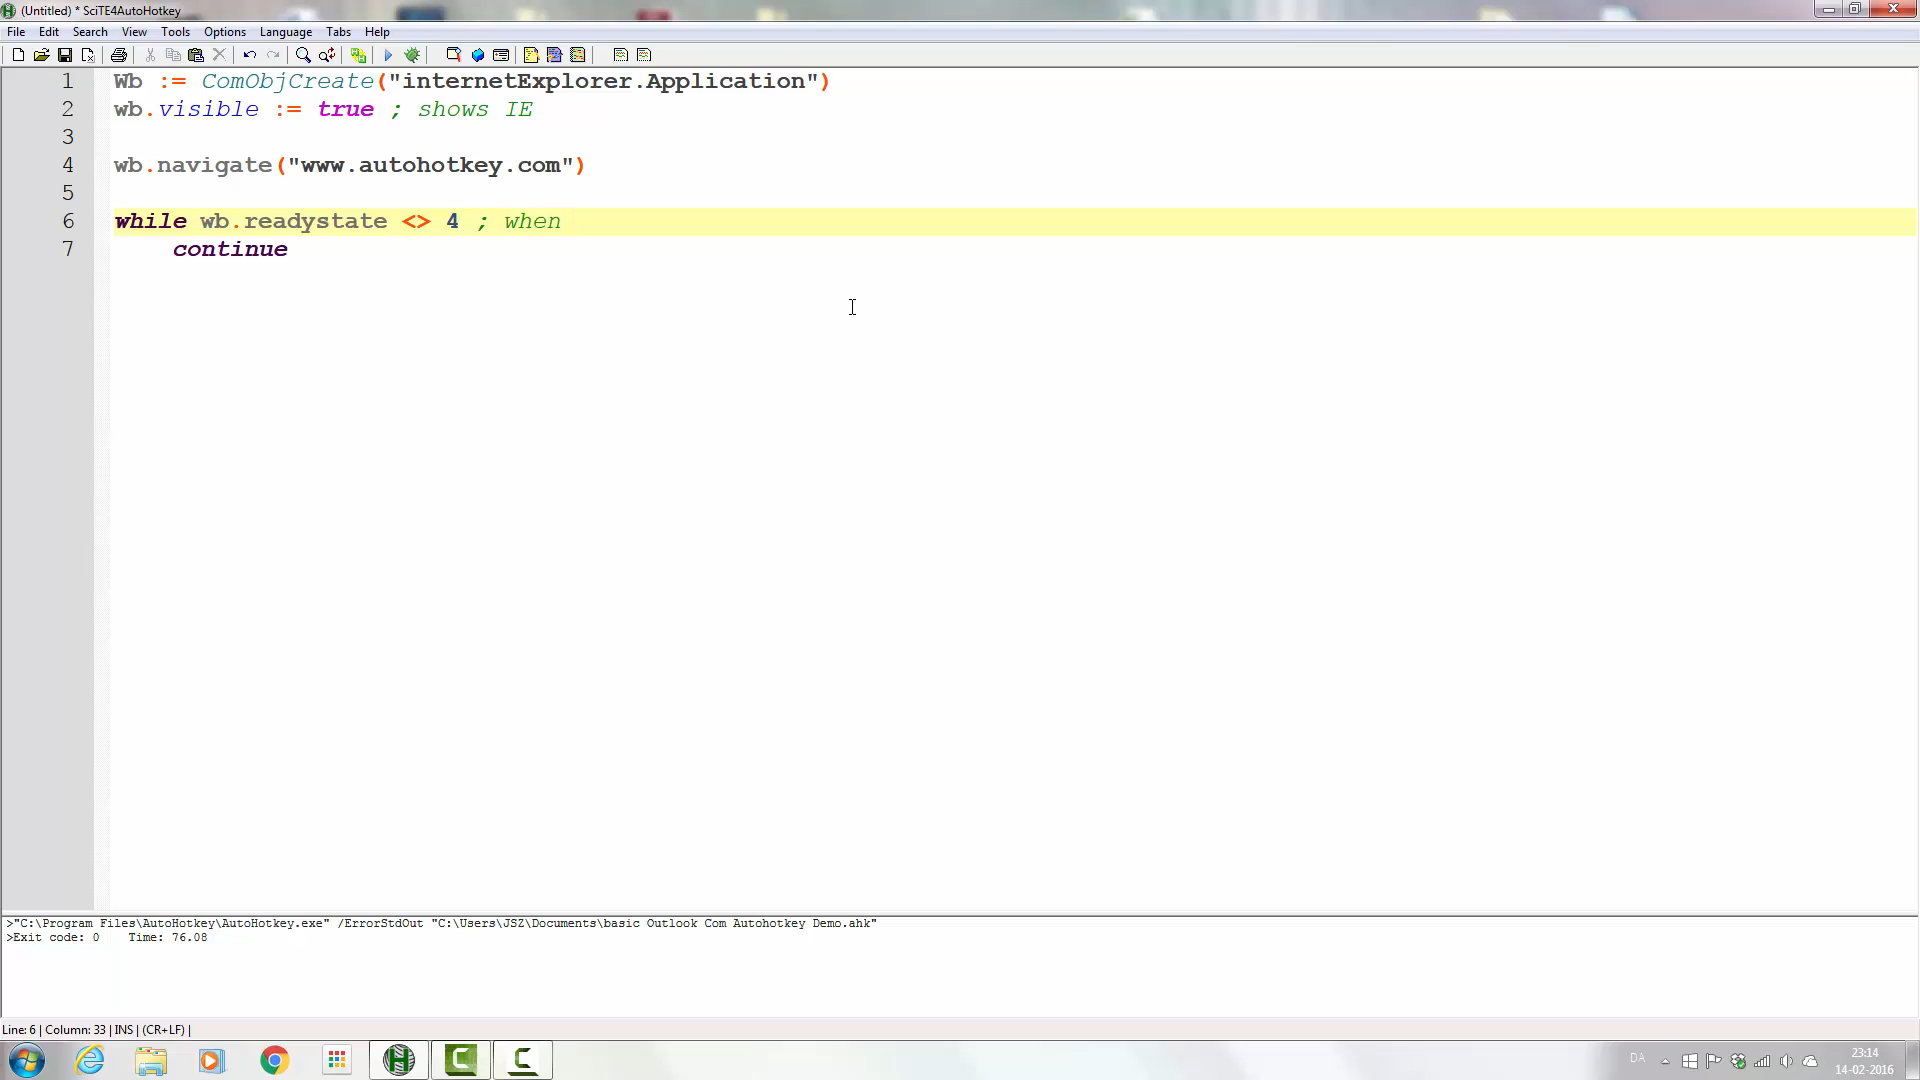 (Untitled) * SciTE4AutoHotkey
File Edit Search View Tools Options Language Tabs Help
1 Wb := ComObjCreate("internetExplorer.Application")
2 wb.visible := true ; shows IE
3
4 wb.navigate("www.autohotkey.com")
5
6 while wb.readystate <> 4 ; when
7 continue
>"C:\Program Files\AutoHotkey\AutoHotkey.exe" /ErrorStdOut "C:\Users\JSZ\Documents\basic Outlook Com Autohotkey Demo.ahk"
>Exit code: 0 Time: 76.08
Line: 6 | Column: 33 | INS | (CR+LF) |
DA
23:14
14-02-2016